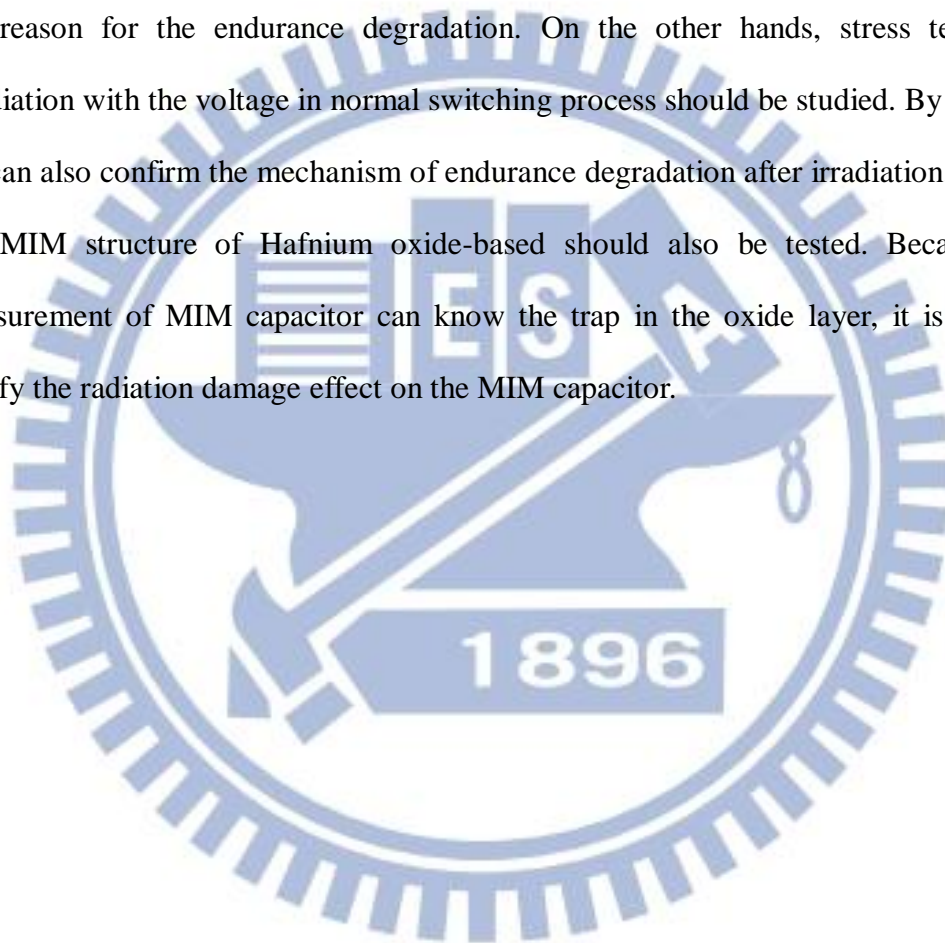 reason for the endurance degradation. On the other hands, stress te
diation with the voltage in normal switching process should be studied. By
can also confirm the mechanism of endurance degradation after irradiation
MIM structure of Hafnium oxide-based should also be tested. Beca
surement of MIM capacitor can know the trap in the oxide layer, it is
fy the radiation damage effect on the MIM capacitor.
E S A
1896